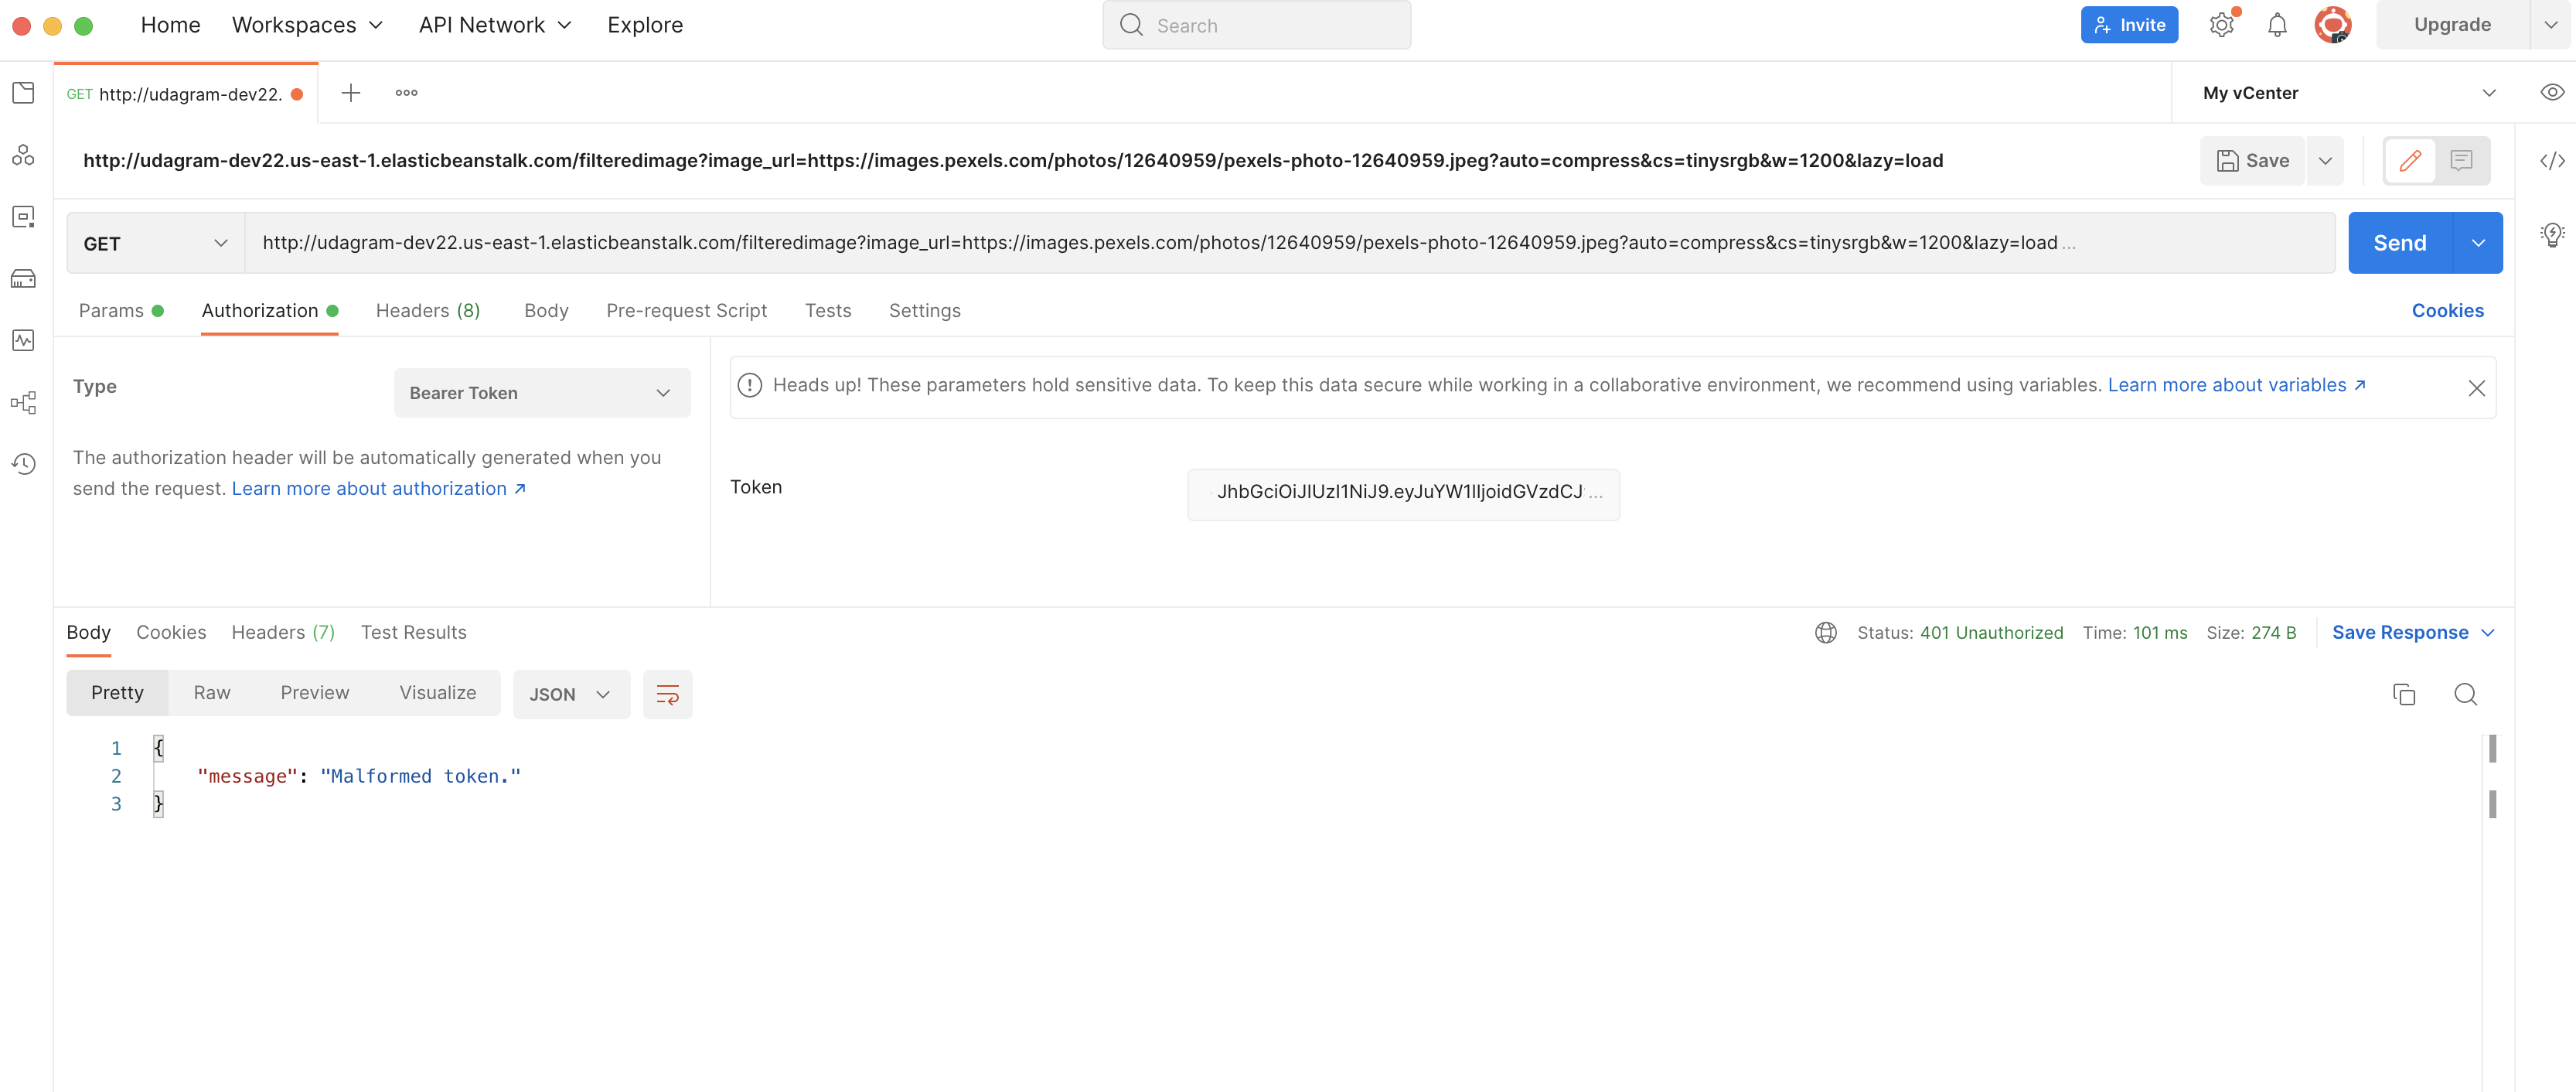 Home Workspaces API Network Explore Search Invite Upgrade
GET http://udagram-dev22. My vCenter
http://udagram-dev22.us-east-1.elasticbeanstalk.com/filteredimage?image_url=https://images.pexels.com/photos/12640959/pexels-photo-12640959.jpeg?auto=compress&cs=tinysrgb&w=1200&lazy=load Save
GET http://udagram-dev22.us-east-1.elasticbeanstalk.com/filteredimage?image_url=https://images.pexels.com/photos/12640959/pexels-photo-12640959.jpeg?auto=compress&cs=tinysrgb&w=1200&lazy=load ... Send
Params Authorization Headers (8) Body Pre-request Script Tests Settings Cookies
Type Bearer Token
The authorization header will be automatically generated when you
send the request. Learn more about authorization ↗
Heads up! These parameters hold sensitive data. To keep this data secure while working in a collaborative environment, we recommend using variables. Learn more about variables ↗
Token JhbGciOiJIUzI1NiJ9.eyJuYW1lIjoidGVzdCJ ...
Body Cookies Headers (7) Test Results Status: 401 Unauthorized Time: 101 ms Size: 274 B Save Response
Pretty Raw Preview Visualize JSON
1 {
2 "message": "Malformed token."
3 }